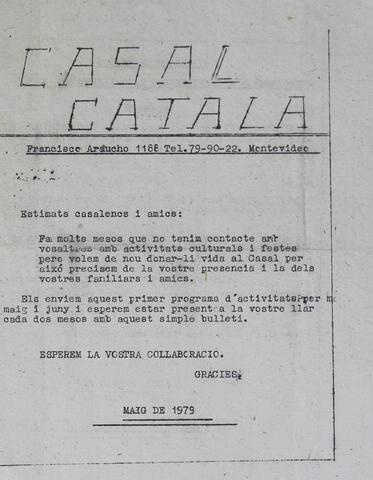 CASAL
CATALA
Francisco Araucho 1188 Tel.79-90-22. Montevideo
Estimats casalencs i amics:
Fa molts mesos que no tenim contacte amb
vosaltres amb activitats culturals i festes
pero volem de nou donar-li vida al Casal per
aixó precisem de la vostre presencia i la dels
vostres familiars i amics.
Els enviem aquest primer programa d'activitats per
maig i juny i esperem estar present a la vostre llar
cada dos mesos amb aquest simple bulleti.
ESPEREM LA VOSTRA COLLABORACIÓ.
GRACIES.
MAIG DE 1979